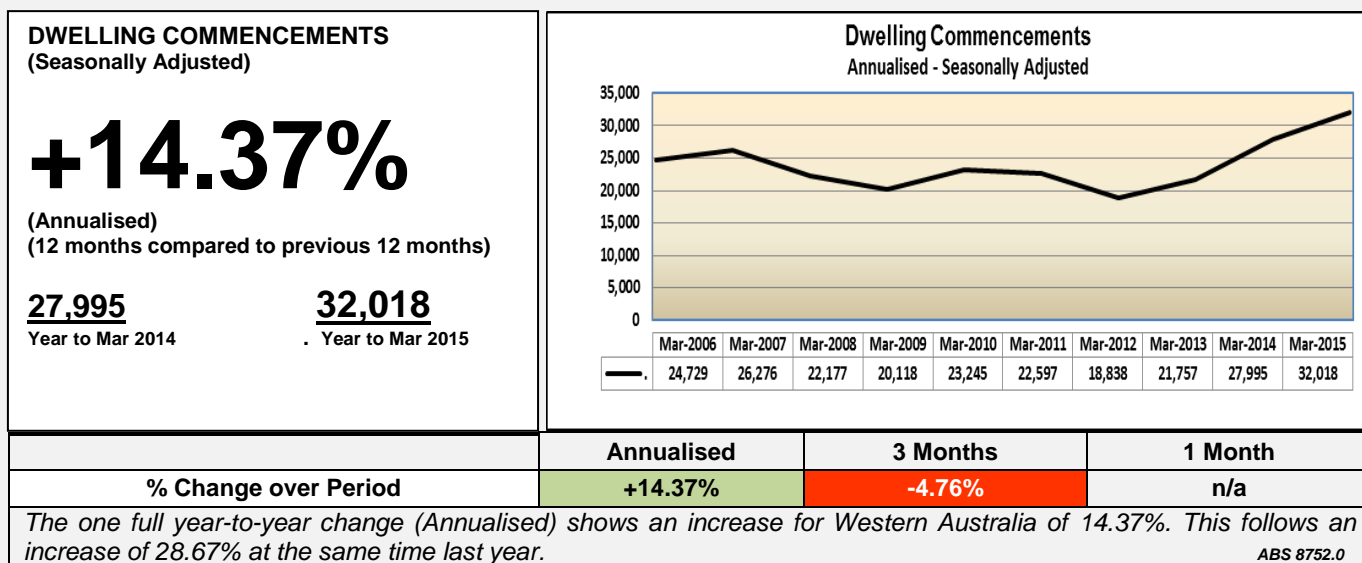 DWELLING COMMENCEMENTS
(Seasonally Adjusted)
+14.37%
(Annualised)
(12 months compared to previous 12 months)
27,995 32,018
Year to Mar 2014 . Year to Mar 2015
Dwelling Commencements
Annualised - Seasonally Adjusted
35,000
30,000
25,000
20,000
15,000
10,000
5,000
0
Mar-2006 Mar-2007 Mar-2008 Mar-2009 Mar-2010 Mar-2011 Mar-2012 Mar-2013 Mar-2014 Mar-2015
. 24,729 26,276 22,177 20,118 23,245 22,597 18,838 21,757 27,995 32,018
Annualised 3 Months 1 Month
% Change over Period +14.37% -4.76% n/a
The one full year-to-year change (Annualised) shows an increase for Western Australia of 14.37%. This follows an
increase of 28.67% at the same time last year. ABS 8752.0